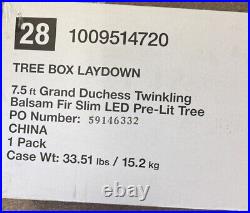 28 1009514720
TREE BOX LAYDOWN
7.5 ft Grand Duchess Twinkling
Balsam Fir Slim LED Pre-Lit Tree
PO Number: 59146332
CHINA
1 Pack
Case Wt: 33.51 lbs / 15.2 kg